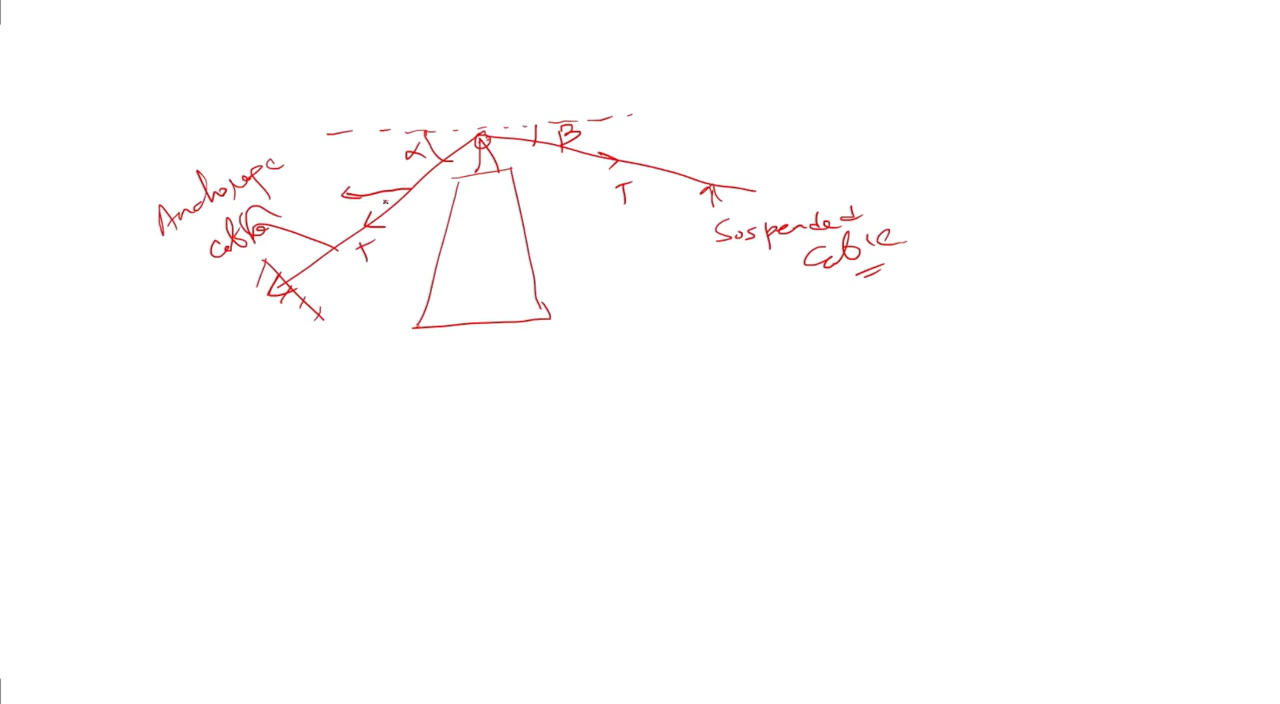 α
β
T
T
Anchorage
cable
Suspended
Cable